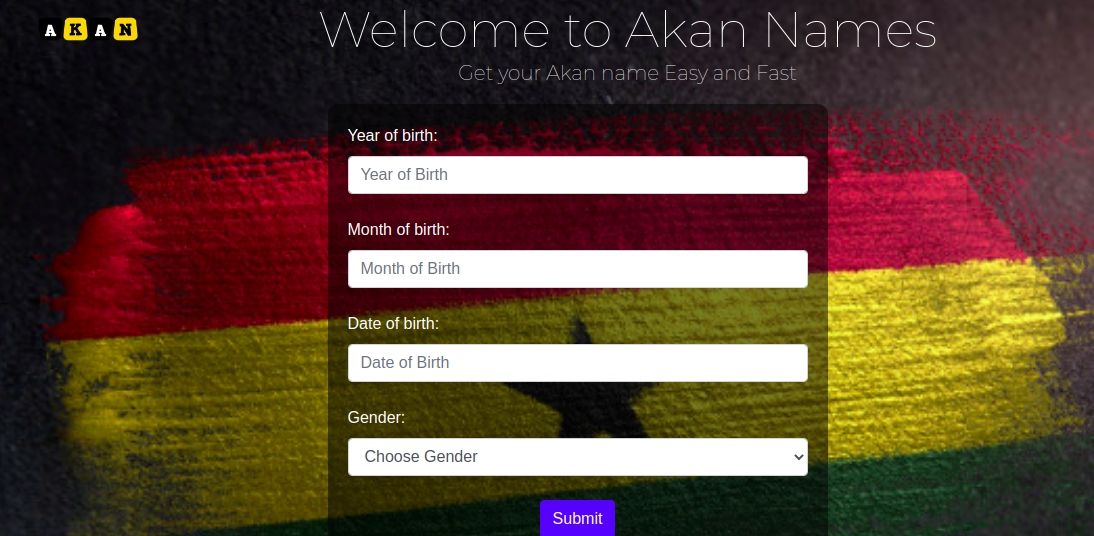 AKAN
Welcome to Akan Names
Get your Akan name Easy and Fast
Year of birth:
Year of Birth
Month of birth:
Month of Birth
Date of birth:
Date of Birth
Gender:
Choose Gender
Submit